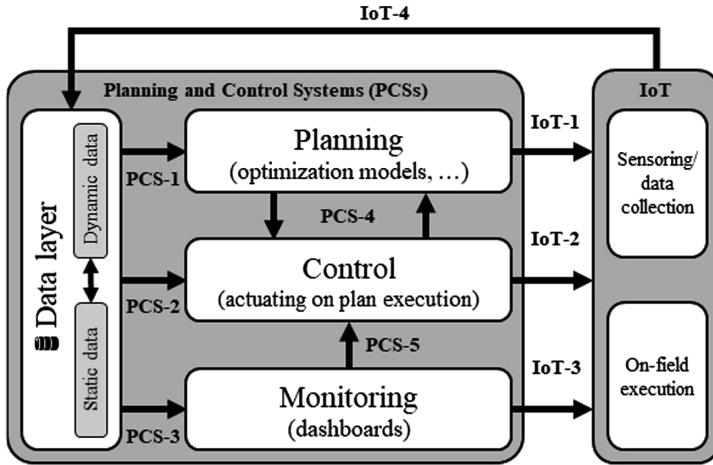 IoT-4
Planning and Control Systems (PCSs)
IoT
Data layer
Dynamic data
Static data
PCS-1
Planning
(optimization models, …)
IoT-1
Sensoring/
data
collection
PCS-4
PCS-2
Control
(actuating on plan execution)
IoT-2
PCS-5
PCS-3
Monitoring
(dashboards)
IoT-3
On-field
execution